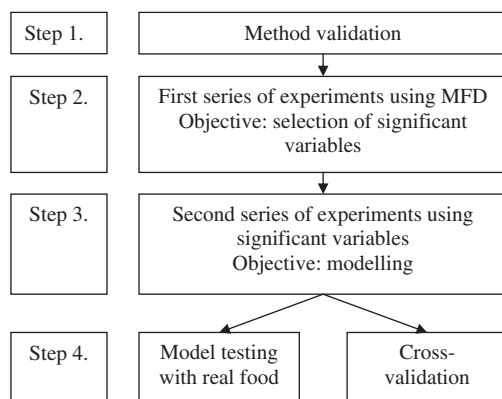 Step 1.
Method validation
Step 2.
First series of experiments using MFD
Objective: selection of significant
variables
Step 3.
Second series of experiments using
significant variables
Objective: modelling
Step 4.
Model testing
with real food
Cross-
validation